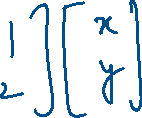 1 ] [ x
2 ] [ y ]